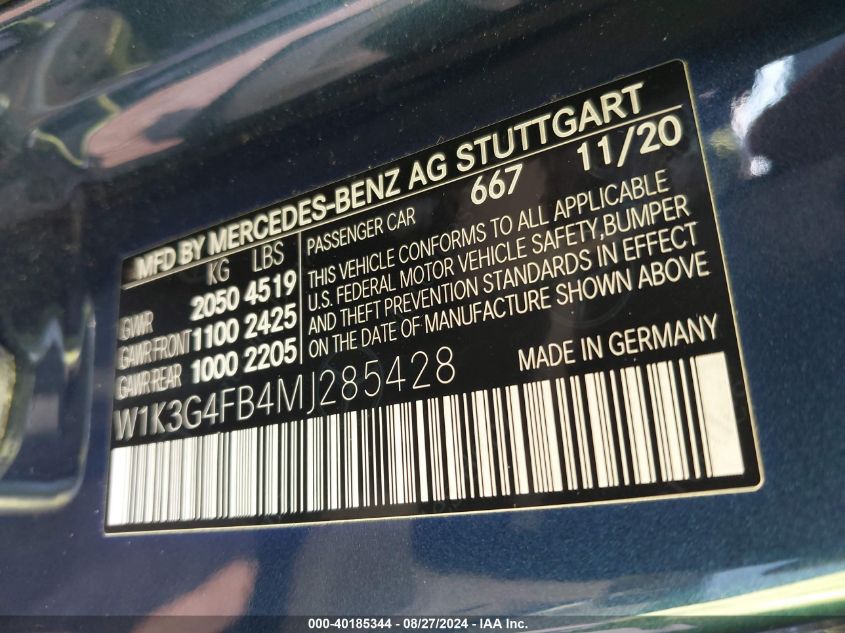 MFD BY MERCEDES-BENZ AG STUTTGART
KG LBS
GVWR 2050 4519
GAWR FRONT 1100 2425
GAWR REAR 1000 2205
PASSENGER CAR 667 11/20
THIS VEHICLE CONFORMS TO ALL APPLICABLE
U.S. FEDERAL MOTOR VEHICLE SAFETY,BUMPER
AND THEFT PREVENTION STANDARDS IN EFFECT
ON THE DATE OF MANUFACTURE SHOWN ABOVE
W1K3G4FB4MJ285428 MADE IN GERMANY
000-40185344 | 08/27/2024 | - IAA Inc.